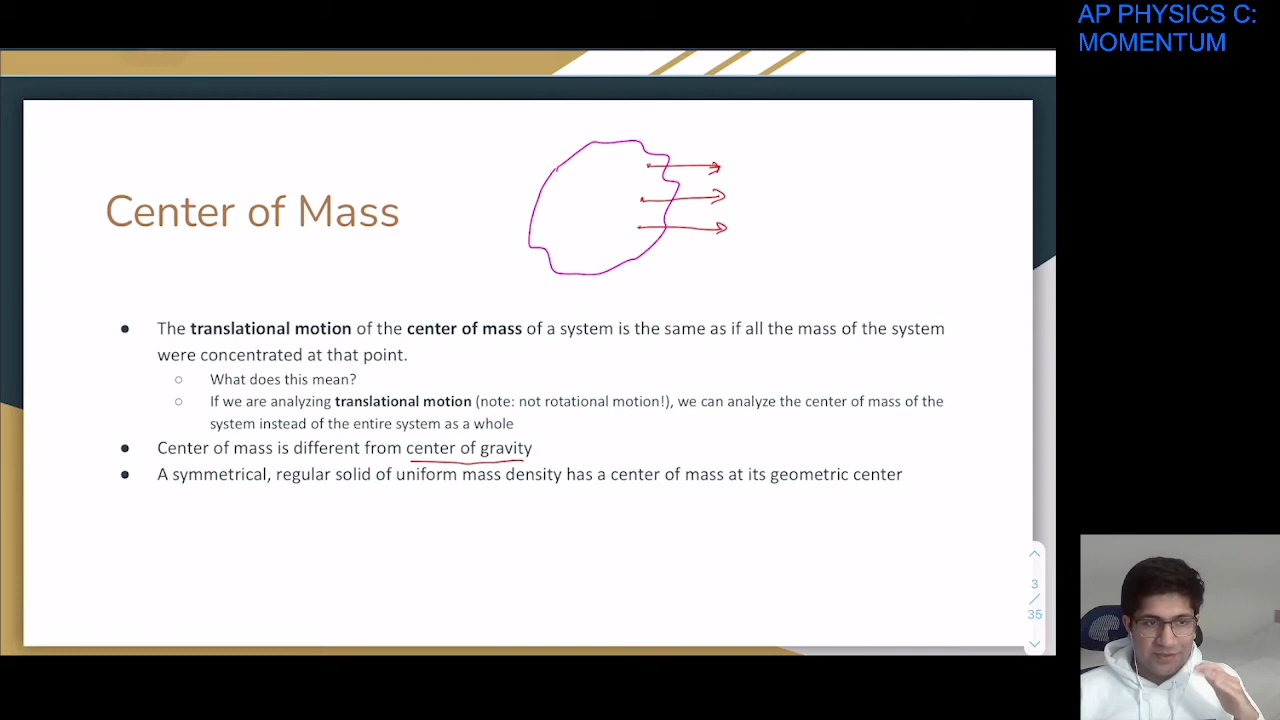 AP PHYSICS C:
MOMENTUM
Center of Mass
● The translational motion of the center of mass of a system is the same as if all the mass of the system
were concentrated at that point.
○ What does this mean?
○ If we are analyzing translational motion (note: not rotational motion!), we can analyze the center of mass of the
system instead of the entire system as a whole
● Center of mass is different from center of gravity
● A symmetrical, regular solid of uniform mass density has a center of mass at its geometric center
3
/
35